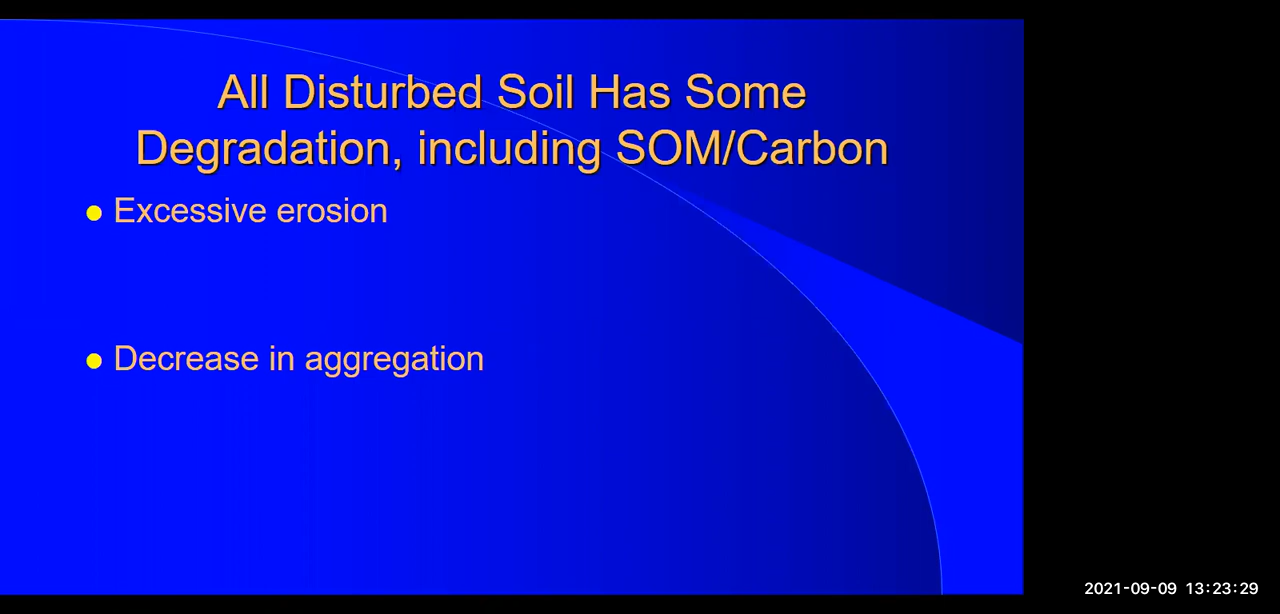 All Disturbed Soil Has Some
Degradation, including SOM/Carbon
Excessive erosion
Decrease in aggregation
2021-09-09 13:23:29